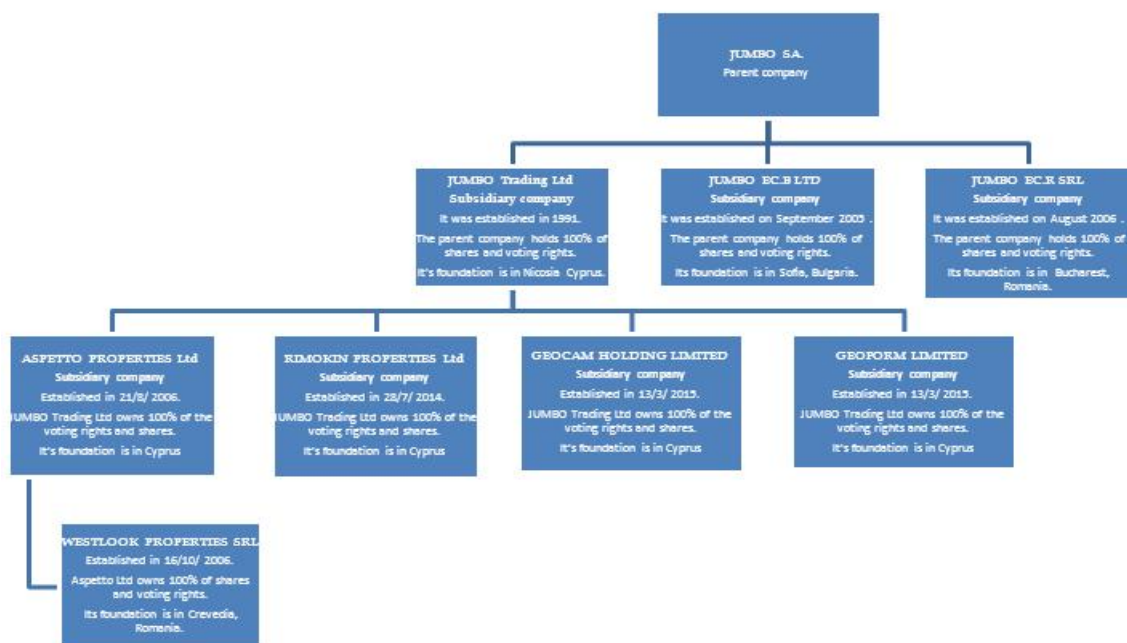 JUMBO SA.
Parent company
JUMBO Trading Ltd
Subsidiary company
It was established in 1991.
The parent company holds 100% of
shares and voting rights.
It's foundation is in Nicosia Cyprus.
JUMBO EC.B LTD
Subsidiary company
It was established on September 2005 .
The parent company holds 100% of
shares and voting rights.
Its foundation is in Sofia, Bulgaria.
JUMBO EC.R SRL
Subsidiary company
It was established on August 2006 .
The parent company holds 100% of
shares and voting rights.
Its foundation is in Bucharest,
Romania.
ASPETTO PROPERTIES Ltd
Subsidiary company
Established in 21/8/ 2006.
JUMBO Trading Ltd owns 100% of the
voting rights and shares.
It's foundation is in Cyprus
RIMOKIN PROPERTIES Ltd
Subsidiary company
Established in 28/7/ 2014.
JUMBO Trading Ltd owns 100% of the
voting rights and shares.
It's foundation is in Cyprus
GEOCAM HOLDING LIMITED
Subsidiary company
Established in 13/3/ 2015.
JUMBO Trading Ltd owns 100% of the
voting rights and shares.
It's foundation is in Cyprus
GEOFORM LIMITED
Subsidiary company
Established in 13/3/ 2015.
JUMBO Trading Ltd owns 100% of the
voting rights and shares.
It's foundation is in Cyprus
WESTLOOK PROPERTIES SRL
Established in 16/10/ 2006.
Aspetto Ltd owns 100% of shares
and voting rights.
Its foundation is in Crevedia,
Romania.